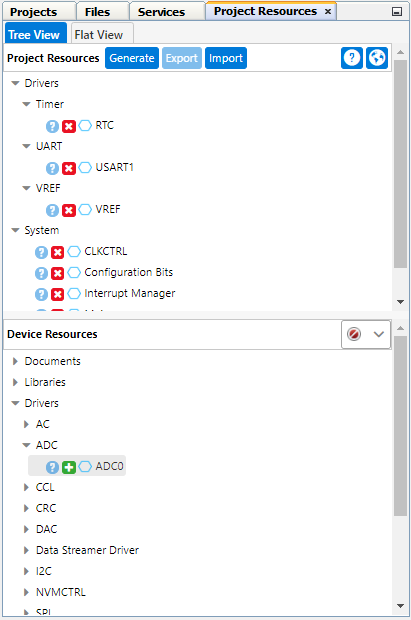 Projects Files Services Project Resources ×
Tree View Flat View
Project Resources Generate Export Import ?
Drivers
Timer
? RTC
UART
? USART1
VREF
? VREF
System
? CLKCTRL
? Configuration Bits
? Interrupt Manager
Device Resources
Documents
Libraries
Drivers
AC
ADC
? ADC0
CCL
CRC
DAC
Data Streamer Driver
I2C
NVMCTRL
SPI